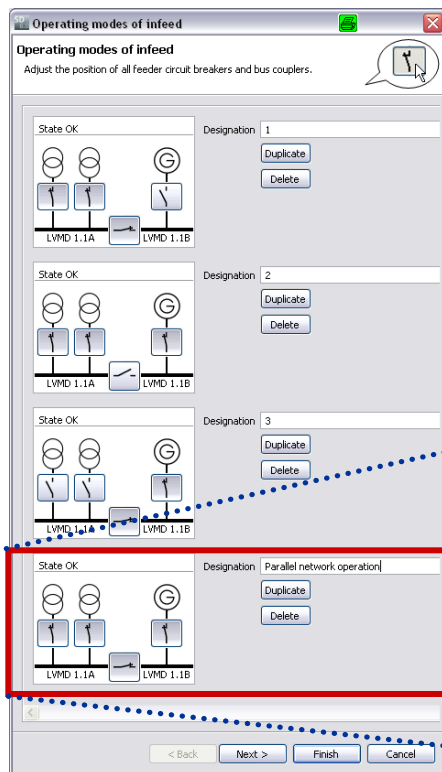 Operating modes of infeed
Operating modes of infeed
Adjust the position of all feeder circuit breakers and bus couplers.
State OK
Designation 1
Duplicate
Delete
G
LVMD 1.1A LVMD 1.1B
State OK
Designation 2
Duplicate
Delete
G
LVMD 1.1A LVMD 1.1B
State OK
Designation 3
Duplicate
Delete
G
LVMD 1.1A LVMD 1.1B
State OK
Designation Parallel network operation
Duplicate
Delete
G
LVMD 1.1A LVMD 1.1B
< Back Next > Finish Cancel